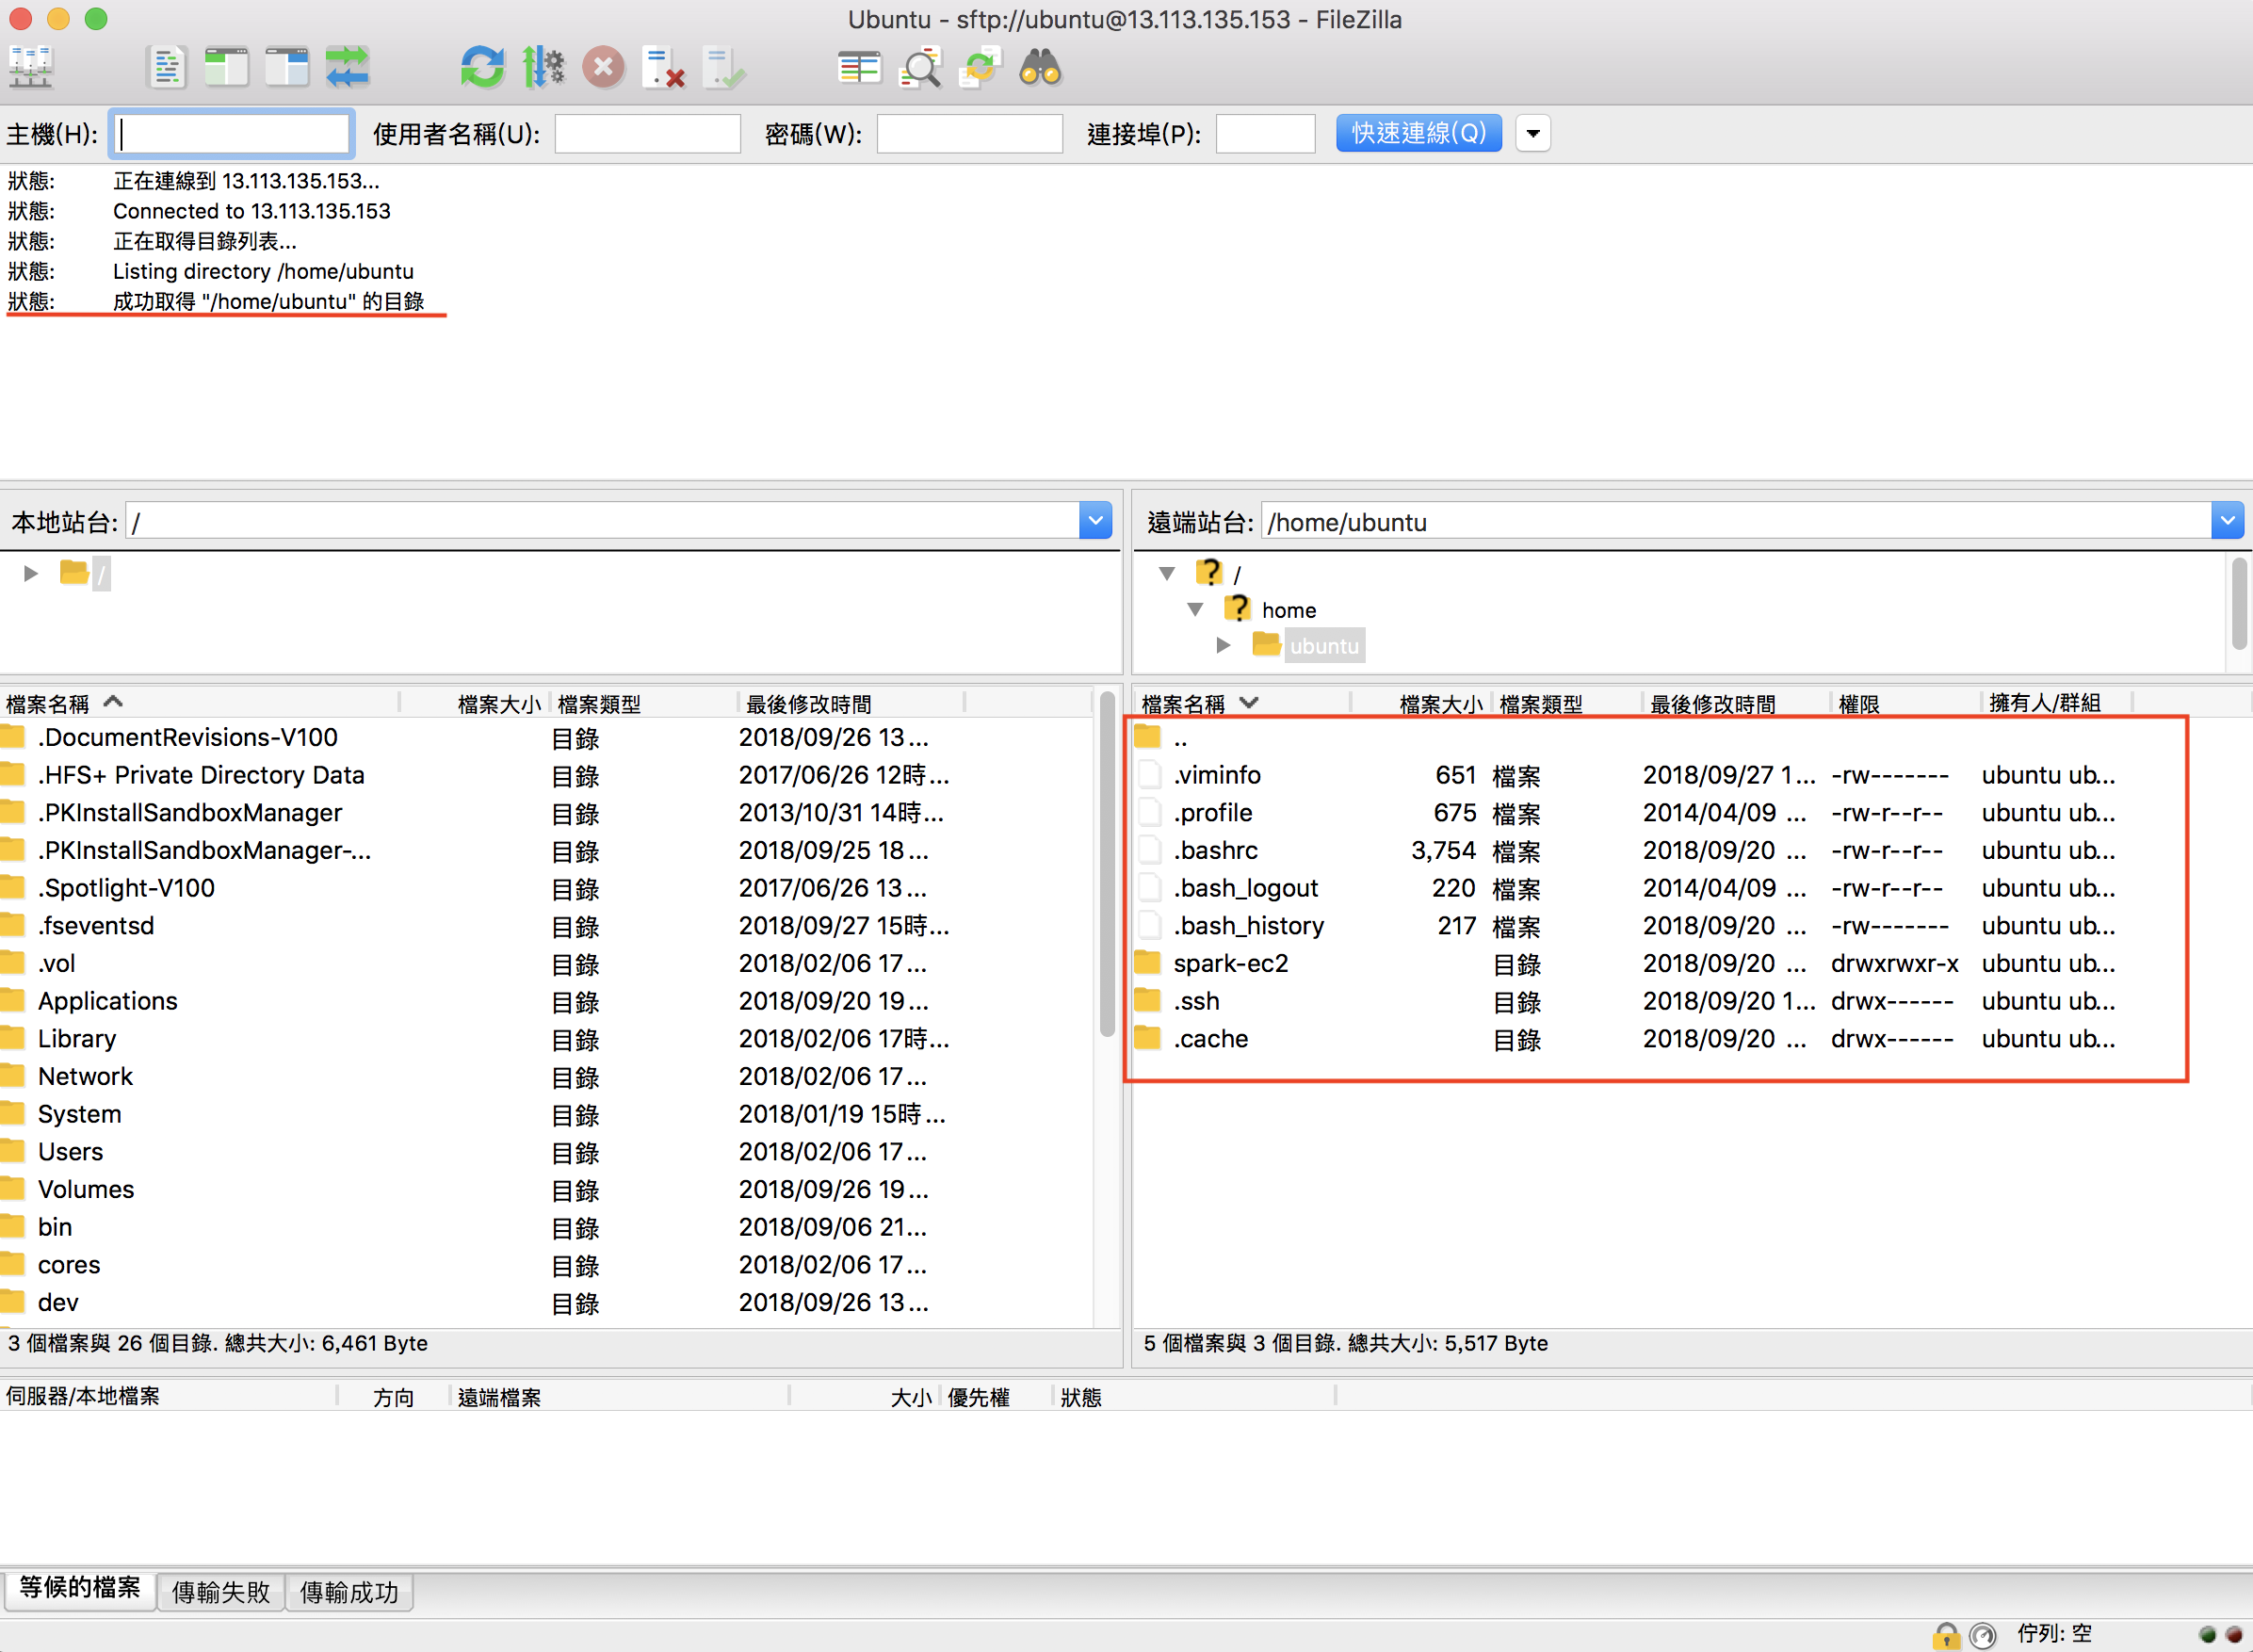 Ubuntu - sftp://ubuntu@13.113.135.153 - FileZilla
主機(H): 使用者名稱(U): 密碼(W): 連接埠(P): 快速連線(Q)
狀態: 正在連線到 13.113.135.153...
狀態: Connected to 13.113.135.153
狀態: 正在取得目錄列表...
狀態: Listing directory /home/ubuntu
狀態: 成功取得 "/home/ubuntu" 的目錄
本地站台: /
/
檔案名稱 檔案大小 檔案類型 最後修改時間
.DocumentRevisions-V100 目錄 2018/09/26 13...
.HFS+ Private Directory Data 目錄 2017/06/26 12時...
.PKInstallSandboxManager 目錄 2013/10/31 14時...
.PKInstallSandboxManager-... 目錄 2018/09/25 18...
.Spotlight-V100 目錄 2017/06/26 13...
.fseventsd 目錄 2018/09/27 15時...
.vol 目錄 2018/02/06 17...
Applications 目錄 2018/09/20 19...
Library 目錄 2018/02/06 17時...
Network 目錄 2018/02/06 17...
System 目錄 2018/01/19 15時...
Users 目錄 2018/02/06 17...
Volumes 目錄 2018/09/26 19...
bin 目錄 2018/09/06 21...
cores 目錄 2018/02/06 17...
dev 目錄 2018/09/26 13...
3 個檔案與 26 個目錄. 總共大小: 6,461 Byte
遠端站台: /home/ubuntu
/
home
ubuntu
檔案名稱 檔案大小 檔案類型 最後修改時間 權限 擁有人/群組
..
.viminfo 651 檔案 2018/09/27 1... -rw------- ubuntu ub...
.profile 675 檔案 2014/04/09 ... -rw-r--r-- ubuntu ub...
.bashrc 3,754 檔案 2018/09/20 ... -rw-r--r-- ubuntu ub...
.bash_logout 220 檔案 2014/04/09 ... -rw-r--r-- ubuntu ub...
.bash_history 217 檔案 2018/09/20 ... -rw------- ubuntu ub...
spark-ec2 目錄 2018/09/20 ... drwxrwxr-x ubuntu ub...
.ssh 目錄 2018/09/20 1... drwx------ ubuntu ub...
.cache 目錄 2018/09/20 ... drwx------ ubuntu ub...
5 個檔案與 3 個目錄. 總共大小: 5,517 Byte
伺服器/本地檔案 方向 遠端檔案 大小 優先權 狀態
等候的檔案 傳輸失敗 傳輸成功
佇列: 空